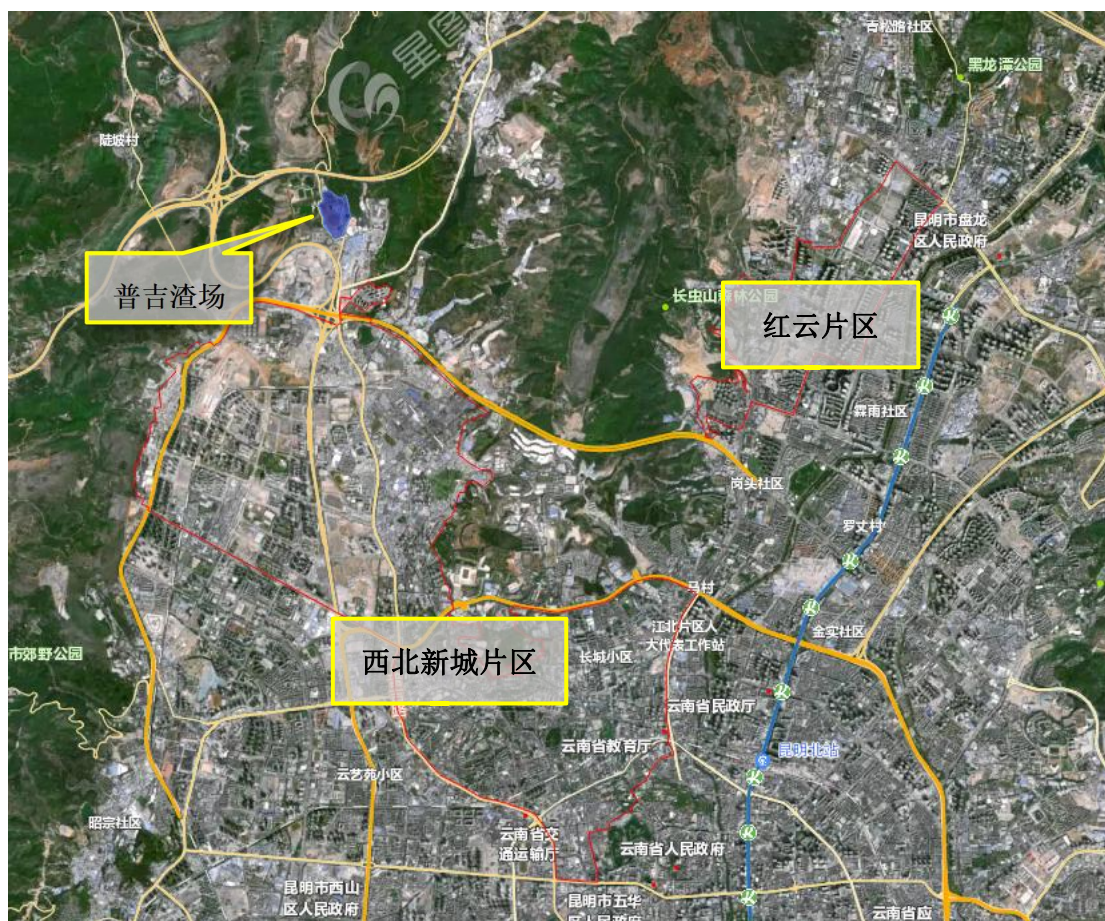 青松路社区
黑龙潭公园
星图
陡坡村
昆明市盘龙
区人民政府
普吉渣场
长虫山森林公园
红云片区
霖雨社区
岗头社区
罗丈村
马村
江北片区人
大代表工作站
金实社区
市郊野公园
西北新城片区
长城小区
云南省民政厅
云南省教育厅
昆明北站
云艺苑小区
昭宗社区
云南省交
通运输厅
云南省人民政府
昆明市西山
区人民政府
昆明市五华
区人民政府
云南省应